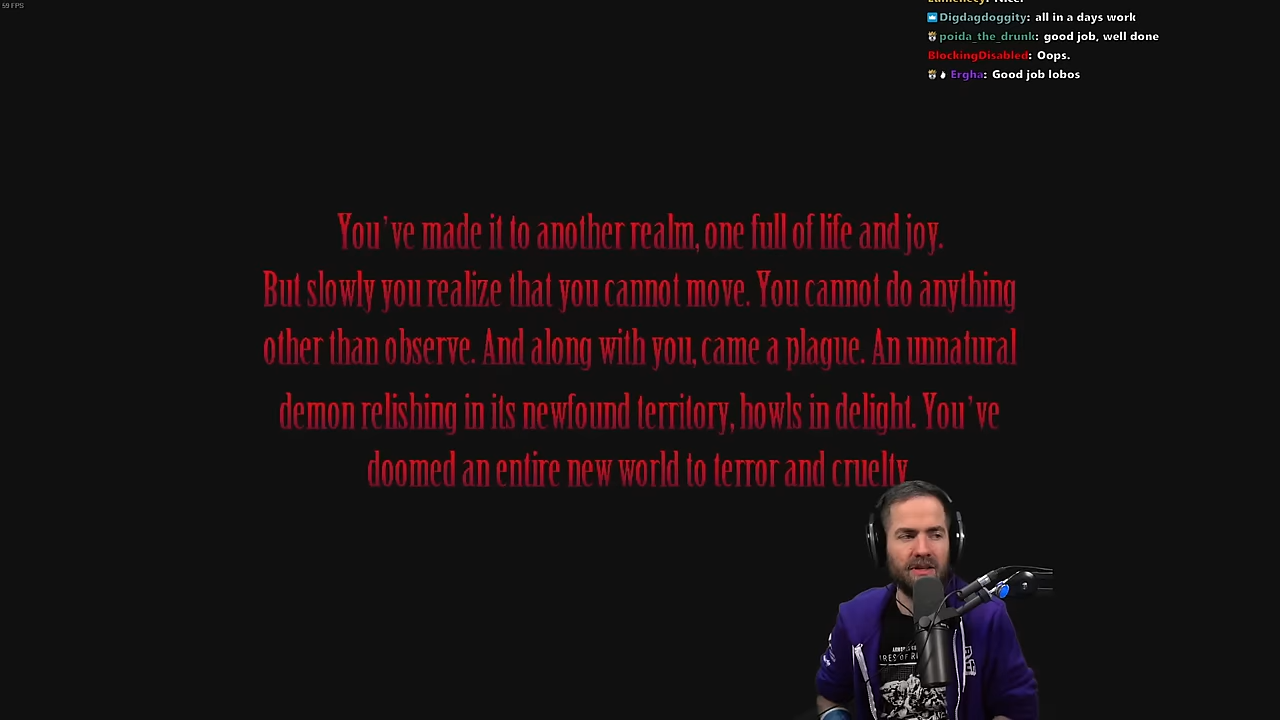 59 FPS
Digdagdoggity: all in a days work
poida_the_drunk: good job, well done
BlockingDisabled: Oops.
Ergha: Good job lobos
You've made it to another realm, one full of life and joy.
But slowly you realize that you cannot move. You cannot do anything
other than observe. And along with you, came a plague. An unnatural
demon relishing in its newfound territory, howls in delight. You've
doomed an entire new world to terror and cruelty